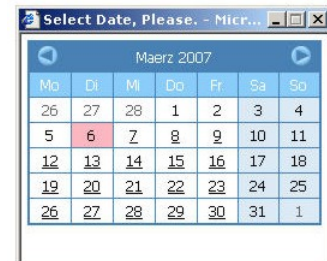 Select Date, Please. - Micr...
Maerz 2007
Mo Di Mi Do Fr Sa So
26 27 28 1 2 3 4
5 6 7 8 9 10 11
12 13 14 15 16 17 18
19 20 21 22 23 24 25
26 27 28 29 30 31 1